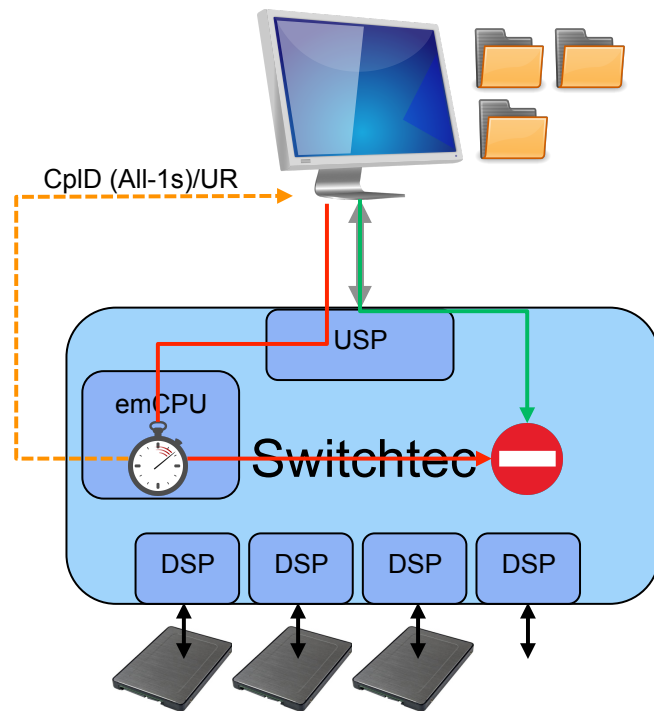 CplD (All-1s)/UR
USP
emCPU
Switchtec
DSP DSP DSP DSP